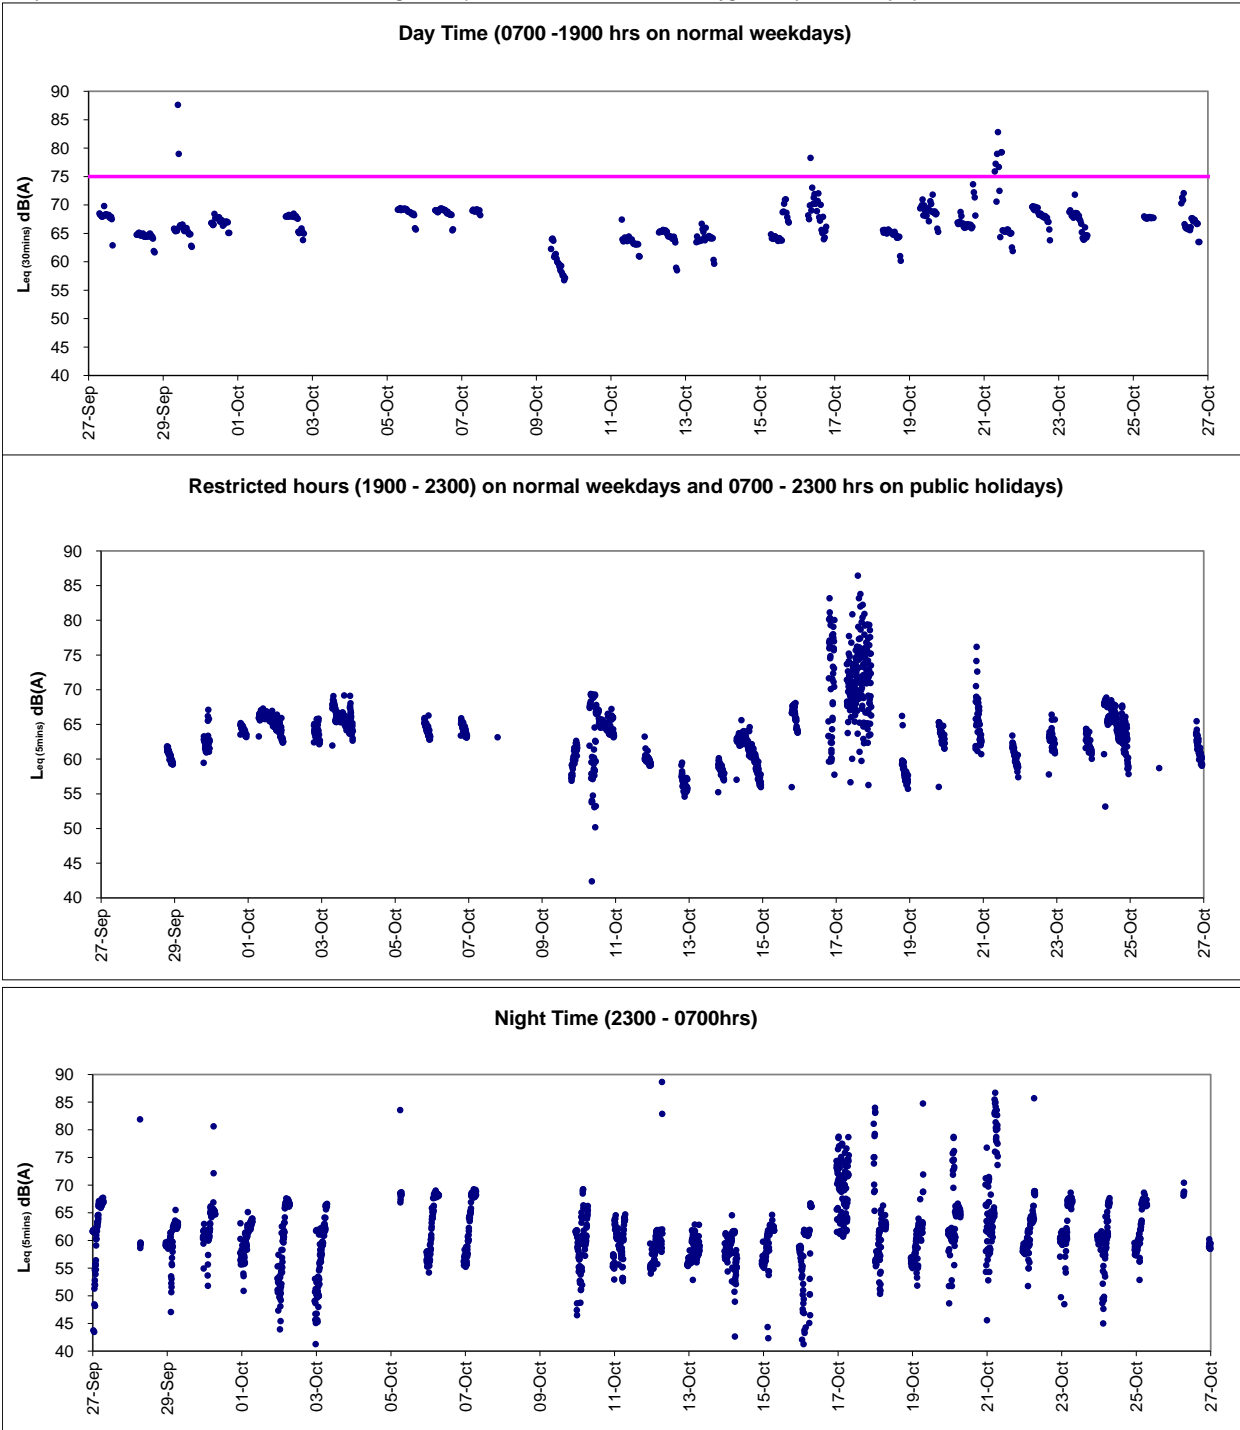 Day Time (0700 -1900 hrs on normal weekdays)
Leq (30mins) dB(A)
90
85
80
75
70
65
60
55
50
45
40
27-Sep
29-Sep
01-Oct
03-Oct
05-Oct
07-Oct
09-Oct
11-Oct
13-Oct
15-Oct
17-Oct
19-Oct
21-Oct
23-Oct
25-Oct
27-Oct
Restricted hours (1900 - 2300) on normal weekdays and 0700 - 2300 hrs on public holidays)
Leq (5mins) dB(A)
90
85
80
75
70
65
60
55
50
45
40
27-Sep
29-Sep
01-Oct
03-Oct
05-Oct
07-Oct
09-Oct
11-Oct
13-Oct
15-Oct
17-Oct
19-Oct
21-Oct
23-Oct
25-Oct
27-Oct
Night Time (2300 - 0700hrs)
Leq (5mins) dB(A)
90
85
80
75
70
65
60
55
50
45
40
27-Sep
29-Sep
01-Oct
03-Oct
05-Oct
07-Oct
09-Oct
11-Oct
13-Oct
15-Oct
17-Oct
19-Oct
21-Oct
23-Oct
25-Oct
27-Oct